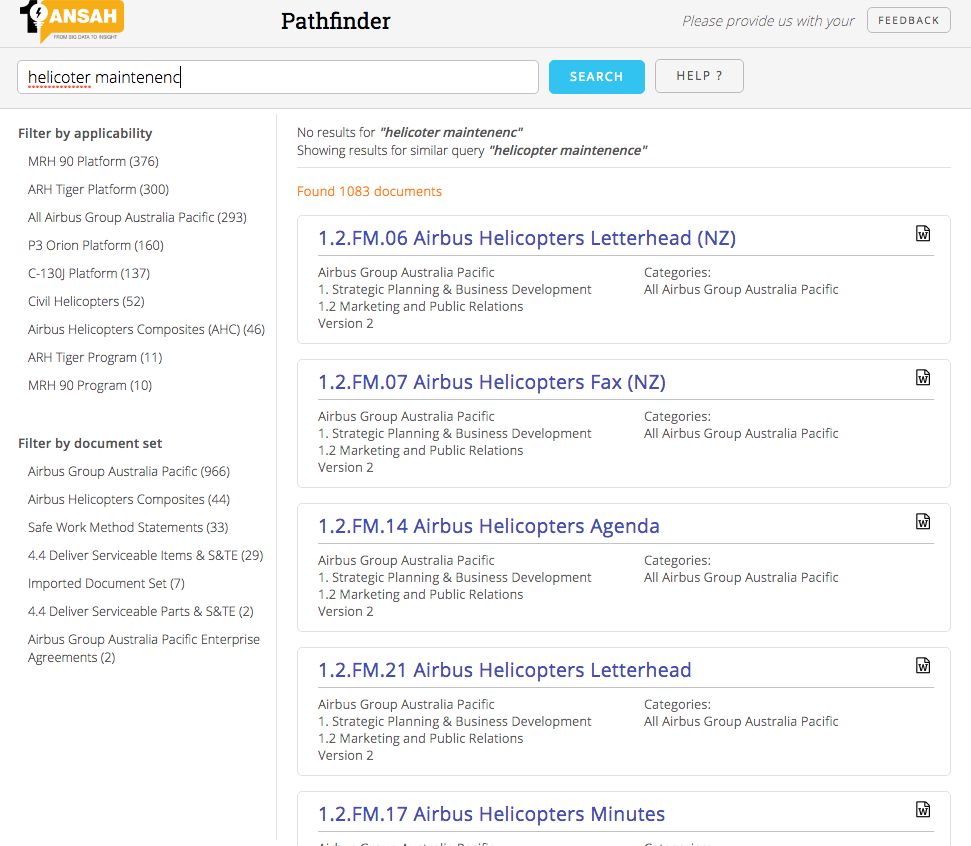 1ANSAH
FROM BIG DATA TO INSIGHT
Pathfinder
Please provide us with your
FEEDBACK
helicoter maintenenc
SEARCH
HELP ?
Filter by applicability
MRH 90 Platform (376)
ARH Tiger Platform (300)
All Airbus Group Australia Pacific (293)
P3 Orion Platform (160)
C-130J Platform (137)
Civil Helicopters (52)
Airbus Helicopters Composites (AHC) (46)
ARH Tiger Program (11)
MRH 90 Program (10)
Filter by document set
Airbus Group Australia Pacific (966)
Airbus Helicopters Composites (44)
Safe Work Method Statements (33)
4.4 Deliver Serviceable Items & S&TE (29)
Imported Document Set (7)
4.4 Deliver Serviceable Parts & S&TE (2)
Airbus Group Australia Pacific Enterprise
Agreements (2)
No results for "helicoter maintenenc"
Showing results for similar query "helicopter maintenence"
Found 1083 documents
1.2.FM.06 Airbus Helicopters Letterhead (NZ)
Airbus Group Australia Pacific
1. Strategic Planning & Business Development
1.2 Marketing and Public Relations
Version 2
Categories:
All Airbus Group Australia Pacific
1.2.FM.07 Airbus Helicopters Fax (NZ)
Airbus Group Australia Pacific
1. Strategic Planning & Business Development
1.2 Marketing and Public Relations
Version 2
Categories:
All Airbus Group Australia Pacific
1.2.FM.14 Airbus Helicopters Agenda
Airbus Group Australia Pacific
1. Strategic Planning & Business Development
1.2 Marketing and Public Relations
Version 2
Categories:
All Airbus Group Australia Pacific
1.2.FM.21 Airbus Helicopters Letterhead
Airbus Group Australia Pacific
1. Strategic Planning & Business Development
1.2 Marketing and Public Relations
Version 2
Categories:
All Airbus Group Australia Pacific
1.2.FM.17 Airbus Helicopters Minutes